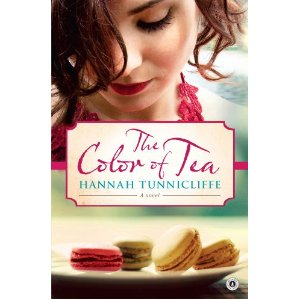 The
Color of Tea
HANNAH TUNNICLIFFE
A novel